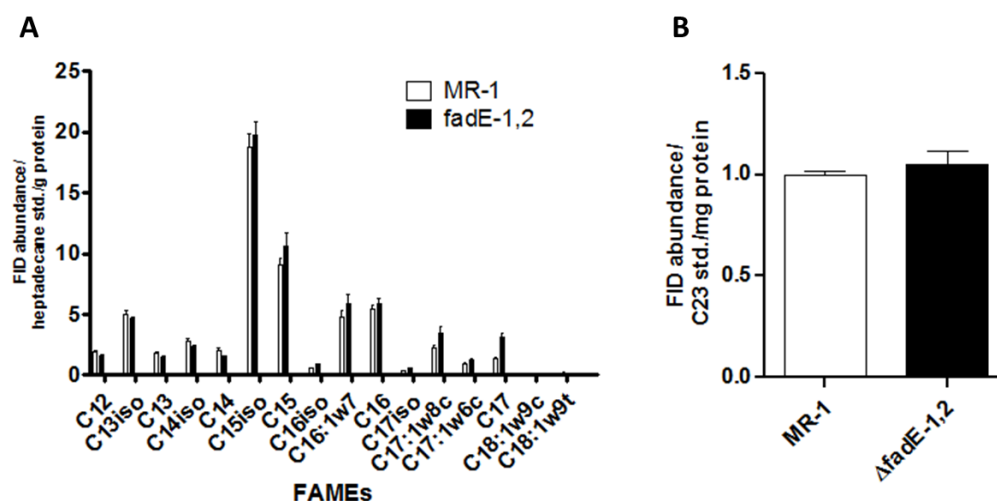 A
FID abundance/
heptadecane std./g protein
25
20
15
10
5
0
MR-1
fadE-1,2
C12
C13iso
C13
C14iso
C14
C15iso
C15
C16iso
C16:1w7
C16
C17iso
C17:1w8c
C17:1w6c
C17
C18:1w9c
C18:1w9t
FAMEs
B
FID abundance/
C23 std./mg protein
1.5
1.0
0.5
0.0
MR-1
ΔfadE-1,2